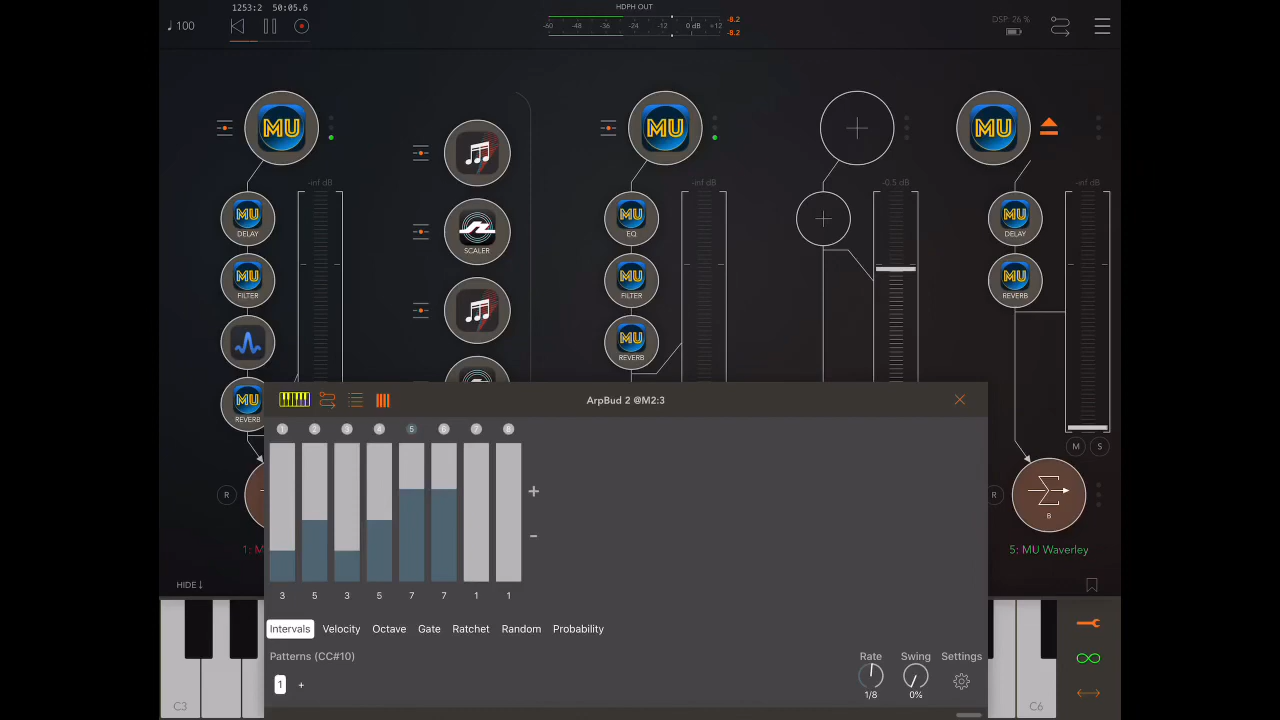 1253:2 50:05.6
HDPH OUT
100
-60 -48 -36 -24 -12 0 dB +12
-8.2
-8.2
DSP: 26 %
MU
MU
MU
-inf dB
-inf dB
-0.5 dB
-inf dB
MU
DELAY
SCALER
MU
EQ
MU
DELAY
MU
FILTER
MU
FILTER
MU
REVERB
MU
REVERB
MU
REVERB
ArpBud 2 @M2:3
1 2 3 4 5 6 7 8
+
−
M S
R
R
B
1: M
5: MU Waverley
3 5 3 5 7 7 1 1
HIDE↓
Intervals Velocity Octave Gate Ratchet Random Probability
Patterns (CC#10)
Rate Swing Settings
1 +
1/8 0%
C3
C6